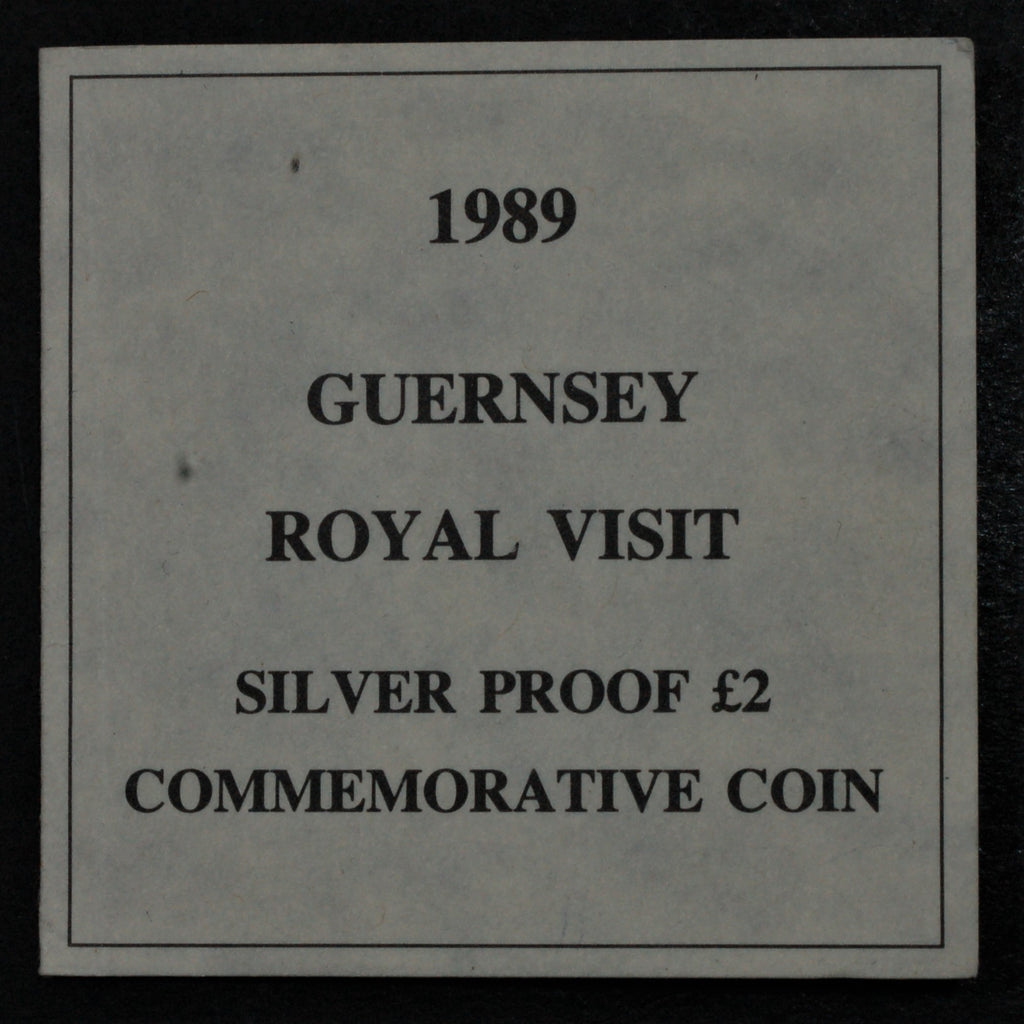 1989
GUERNSEY
ROYAL VISIT
SILVER PROOF £2
COMMEMORATIVE COIN